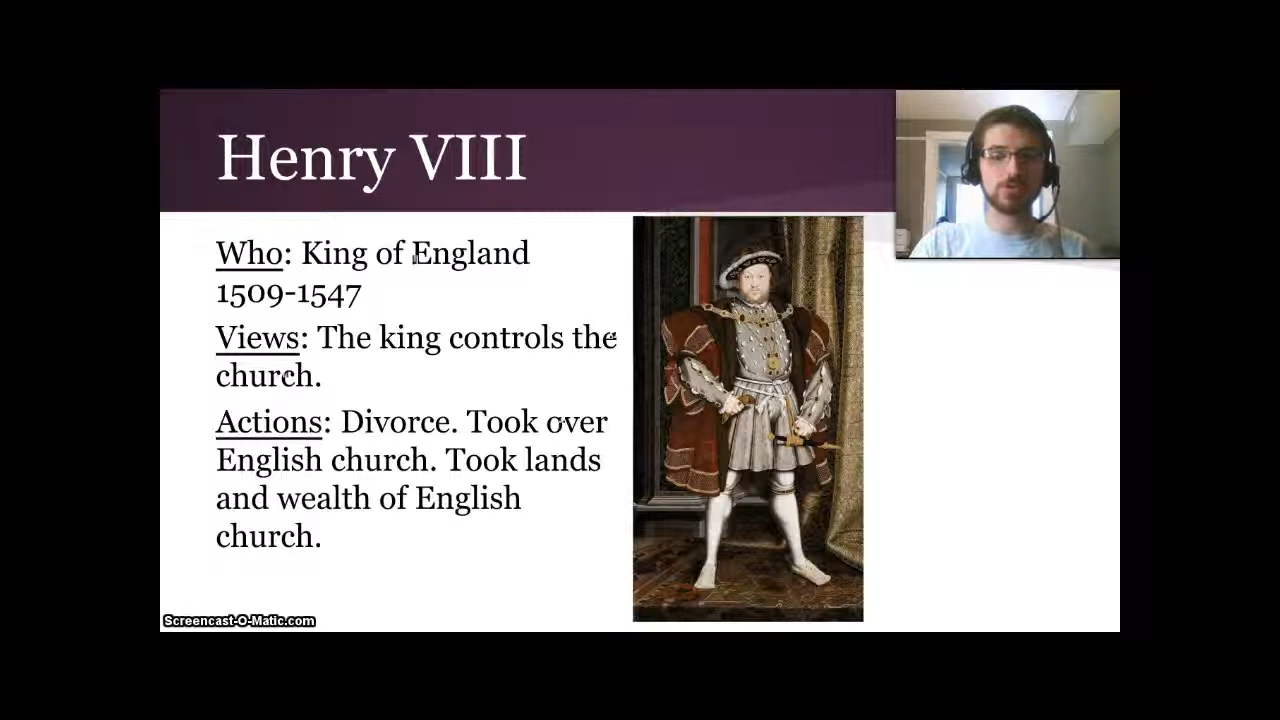 Henry VIII
Who: King of England
1509-1547
Views: The king controls the
church.
Actions: Divorce. Took over
English church. Took lands
and wealth of English
church.
Screencast-O-Matic.com